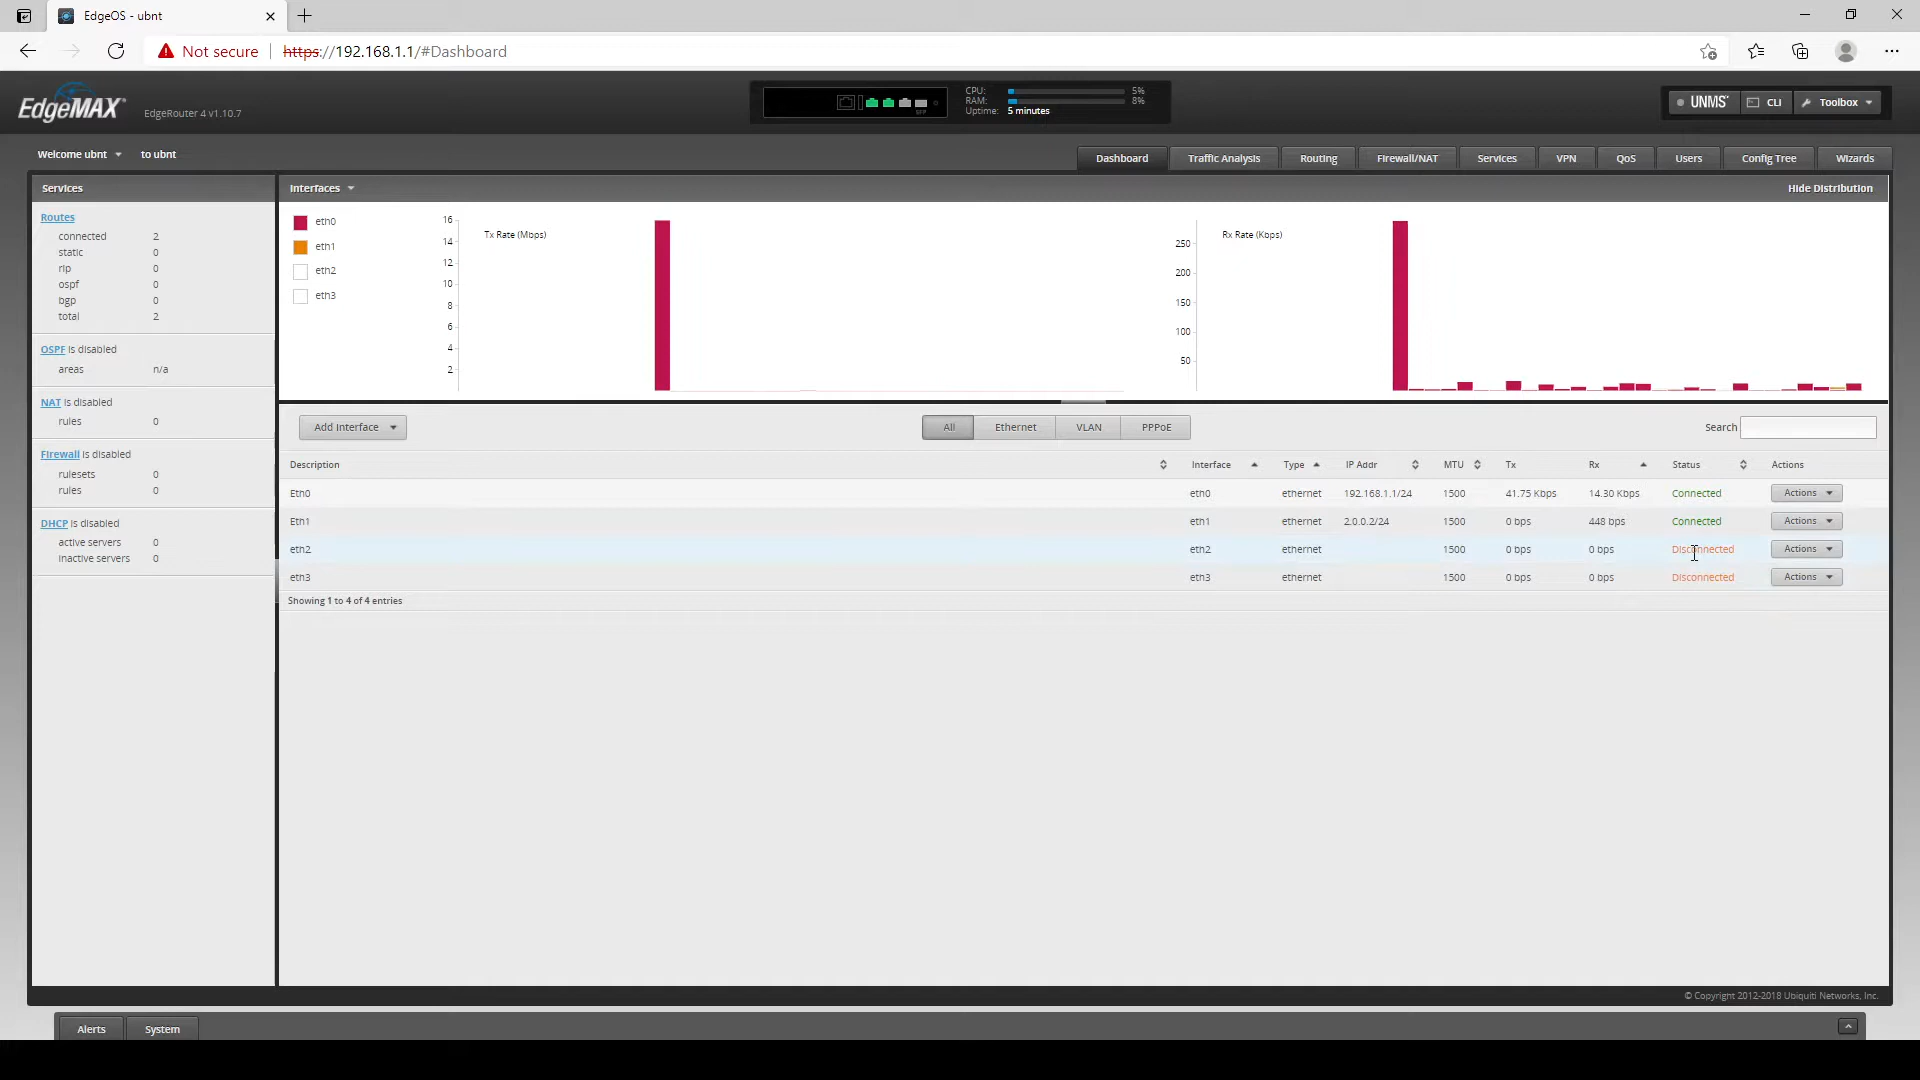 EdgeOS - ubnt
Not secure https://192.168.1.1/#Dashboard
EdgeMAX EdgeRouter 4 v1.10.7
CPU: 5%
RAM: 8%
Uptime: 5 minutes
UNMS CLI Toolbox
Welcome ubnt to ubnt
Dashboard Traffic Analysis Routing Firewall/NAT Services VPN QoS Users Config Tree Wizards
Services
Routes
connected 2
static 0
rip 0
ospf 0
bgp 0
total 2
OSPF is disabled
areas n/a
NAT is disabled
rules 0
Firewall is disabled
rulesets 0
rules 0
DHCP is disabled
active servers 0
inactive servers 0
Interfaces Hide Distribution
eth0
eth1
eth2
eth3
Tx Rate (Mbps)
16
14
12
10
8
6
4
2
Rx Rate (Kbps)
250
200
150
100
50
Add Interface All Ethernet VLAN PPPoE Search
Description Interface Type IP Addr MTU Tx Rx Status Actions
Eth0 eth0 ethernet 192.168.1.1/24 1500 41.75 Kbps 14.30 Kbps Connected Actions
Eth1 eth1 ethernet 2.0.0.2/24 1500 0 bps 448 bps Connected Actions
eth2 eth2 ethernet 1500 0 bps 0 bps Disconnected Actions
eth3 eth3 ethernet 1500 0 bps 0 bps Disconnected Actions
Showing 1 to 4 of 4 entries
© Copyright 2012-2018 Ubiquiti Networks, Inc.
Alerts System